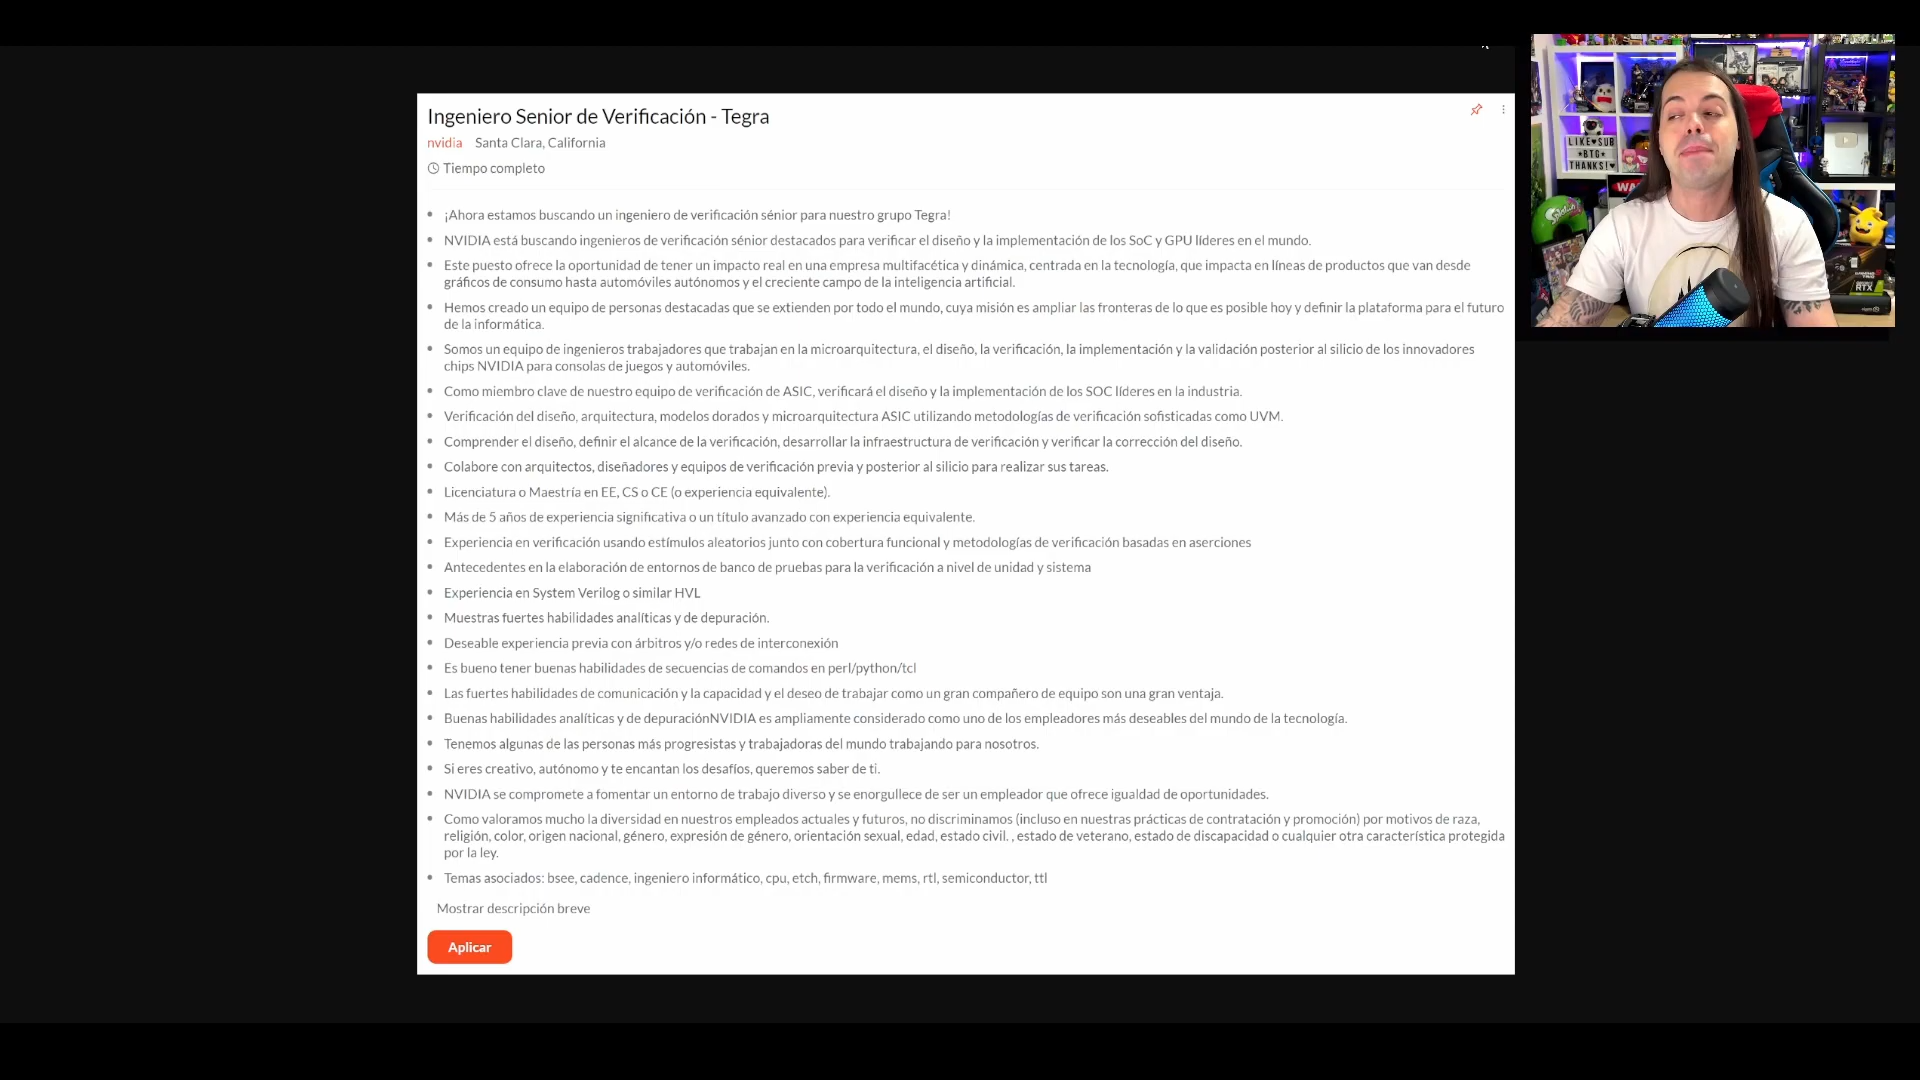 Ingeniero Senior de Verificación - Tegra
nvidia Santa Clara, California
Tiempo completo
¡Ahora estamos buscando un ingeniero de verificación sénior para nuestro grupo Tegra!
NVIDIA está buscando ingenieros de verificación sénior destacados para verificar el diseño y la implementación de los SoC y GPU líderes en el mundo.
Este puesto ofrece la oportunidad de tener un impacto real en una empresa multifacética y dinámica, centrada en la tecnología, que impacta en líneas de productos que van desde
gráficos de consumo hasta automóviles autónomos y el creciente campo de la inteligencia artificial.
Hemos creado un equipo de personas destacadas que se extienden por todo el mundo, cuya misión es ampliar las fronteras de lo que es posible hoy y definir la plataforma para el futuro
de la informática.
Somos un equipo de ingenieros trabajadores que trabajan en la microarquitectura, el diseño, la verificación, la implementación y la validación posterior al silicio de los innovadores
chips NVIDIA para consolas de juegos y automóviles.
Como miembro clave de nuestro equipo de verificación de ASIC, verificará el diseño y la implementación de los SOC líderes en la industria.
Verificación del diseño, arquitectura, modelos dorados y microarquitectura ASIC utilizando metodologías de verificación sofisticadas como UVM.
Comprender el diseño, definir el alcance de la verificación, desarrollar la infraestructura de verificación y verificar la corrección del diseño.
Colabore con arquitectos, diseñadores y equipos de verificación previa y posterior al silicio para realizar sus tareas.
Licenciatura o Maestría en EE, CS o CE (o experiencia equivalente).
Más de 5 años de experiencia significativa o un título avanzado con experiencia equivalente.
Experiencia en verificación usando estímulos aleatorios junto con cobertura funcional y metodologías de verificación basadas en aserciones
Antecedentes en la elaboración de entornos de banco de pruebas para la verificación a nivel de unidad y sistema
Experiencia en System Verilog o similar HVL
Muestras fuertes habilidades analíticas y de depuración.
Deseable experiencia previa con árbitros y/o redes de interconexión
Es bueno tener buenas habilidades de secuencias de comandos en perl/python/tcl
Las fuertes habilidades de comunicación y la capacidad y el deseo de trabajar como un gran compañero de equipo son una gran ventaja.
Buenas habilidades analíticas y de depuraciónNVIDIA es ampliamente considerado como uno de los empleadores más deseables del mundo de la tecnología.
Tenemos algunas de las personas más progresistas y trabajadoras del mundo trabajando para nosotros.
Si eres creativo, autónomo y te encantan los desafíos, queremos saber de ti.
NVIDIA se compromete a fomentar un entorno de trabajo diverso y se enorgullece de ser un empleador que ofrece igualdad de oportunidades.
Como valoramos mucho la diversidad en nuestros empleados actuales y futuros, no discriminamos (incluso en nuestras prácticas de contratación y promoción) por motivos de raza,
religión, color, origen nacional, género, expresión de género, orientación sexual, edad, estado civil. , estado de veterano, estado de discapacidad o cualquier otra característica protegida
por la ley.
Temas asociados: bsee, cadence, ingeniero informático, cpu, etch, firmware, mems, rtl, semiconductor, ttl
Mostrar descripción breve
Aplicar
LIKE♥SUB
★BTG★
THANKS!♥
RTX